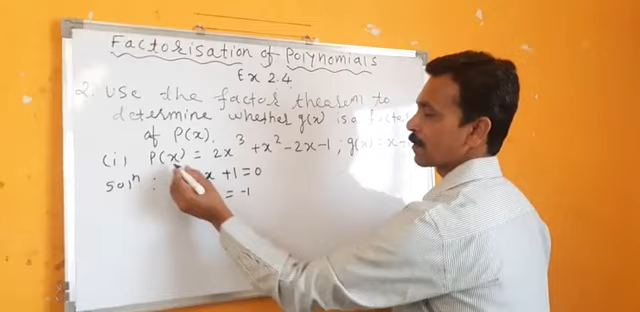 Factorisation of Polynomials
Ex 2.4
2. Use the factor theorem to
determine whether g(x) is a factor
of P(x).
(i) P(x) = 2x³ + x² - 2x - 1 ; g(x) = x
solⁿ : x + 1 = 0
= -1